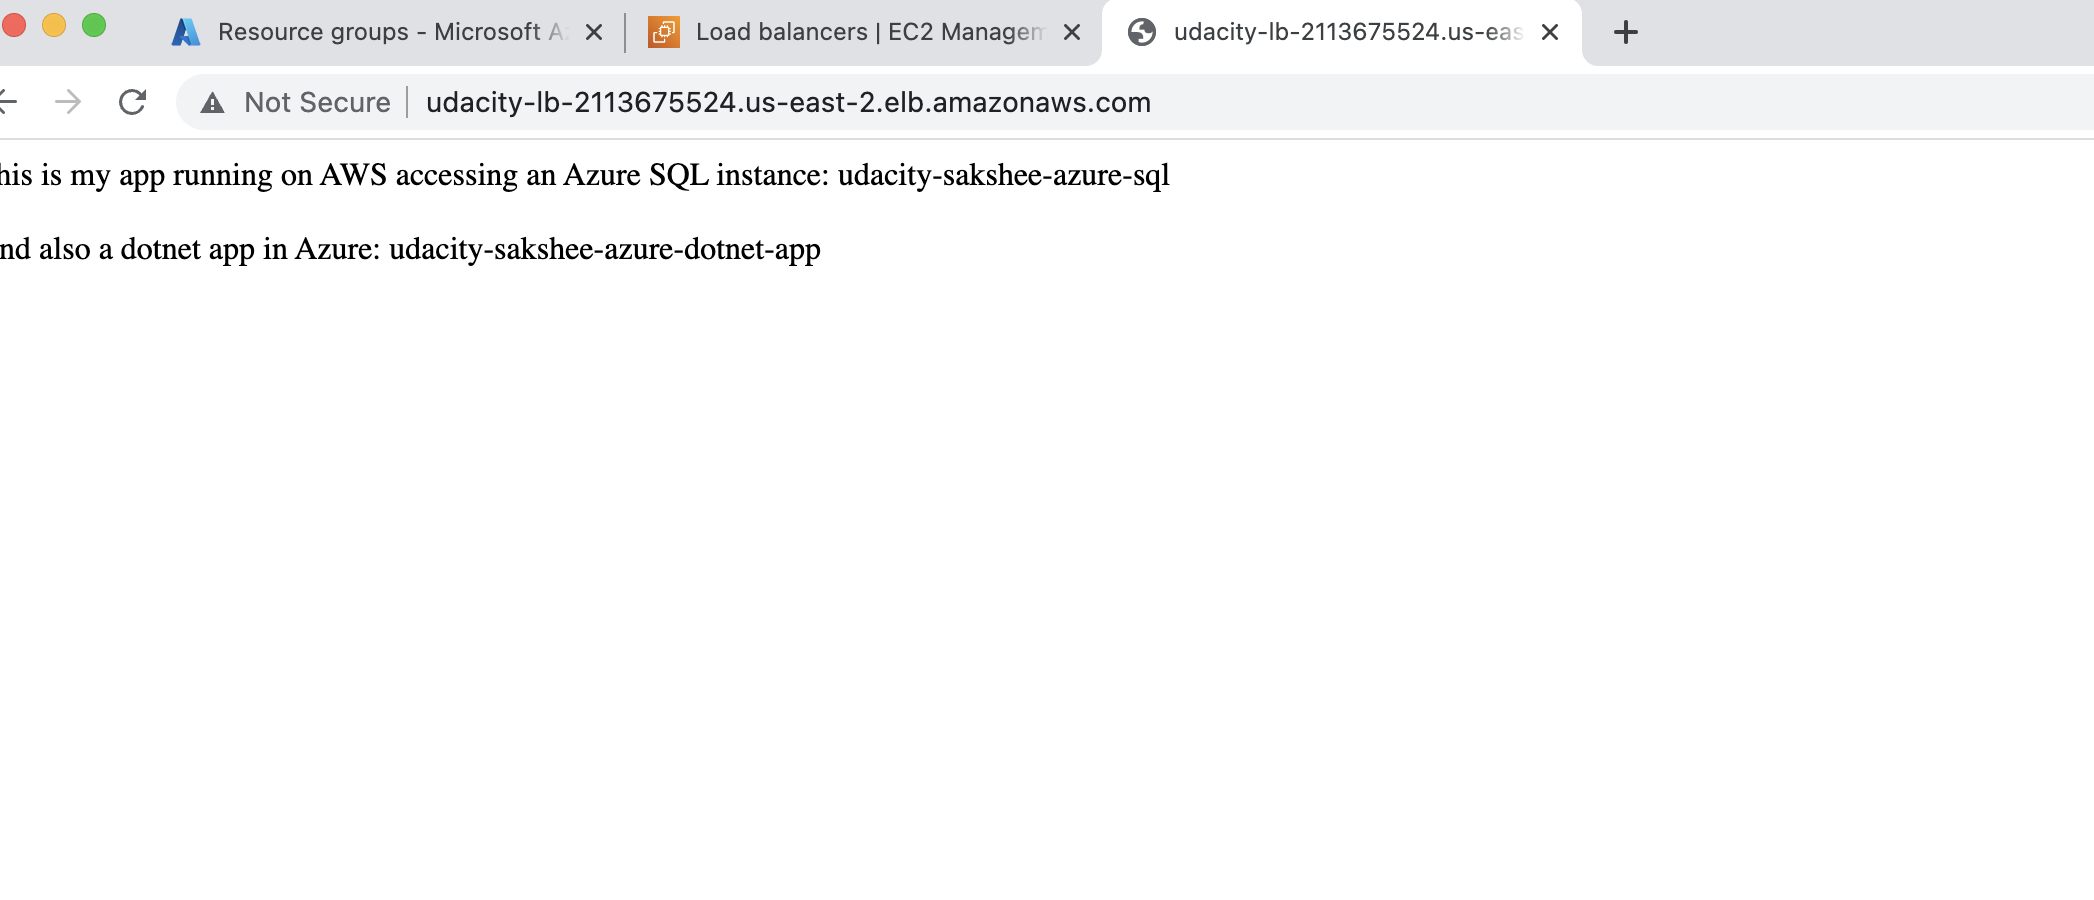 Resource groups - Microsoft A
Load balancers | EC2 Managem
udacity-lb-2113675524.us-eas
Not Secure
udacity-lb-2113675524.us-east-2.elb.amazonaws.com
his is my app running on AWS accessing an Azure SQL instance: udacity-sakshee-azure-sql
nd also a dotnet app in Azure: udacity-sakshee-azure-dotnet-app